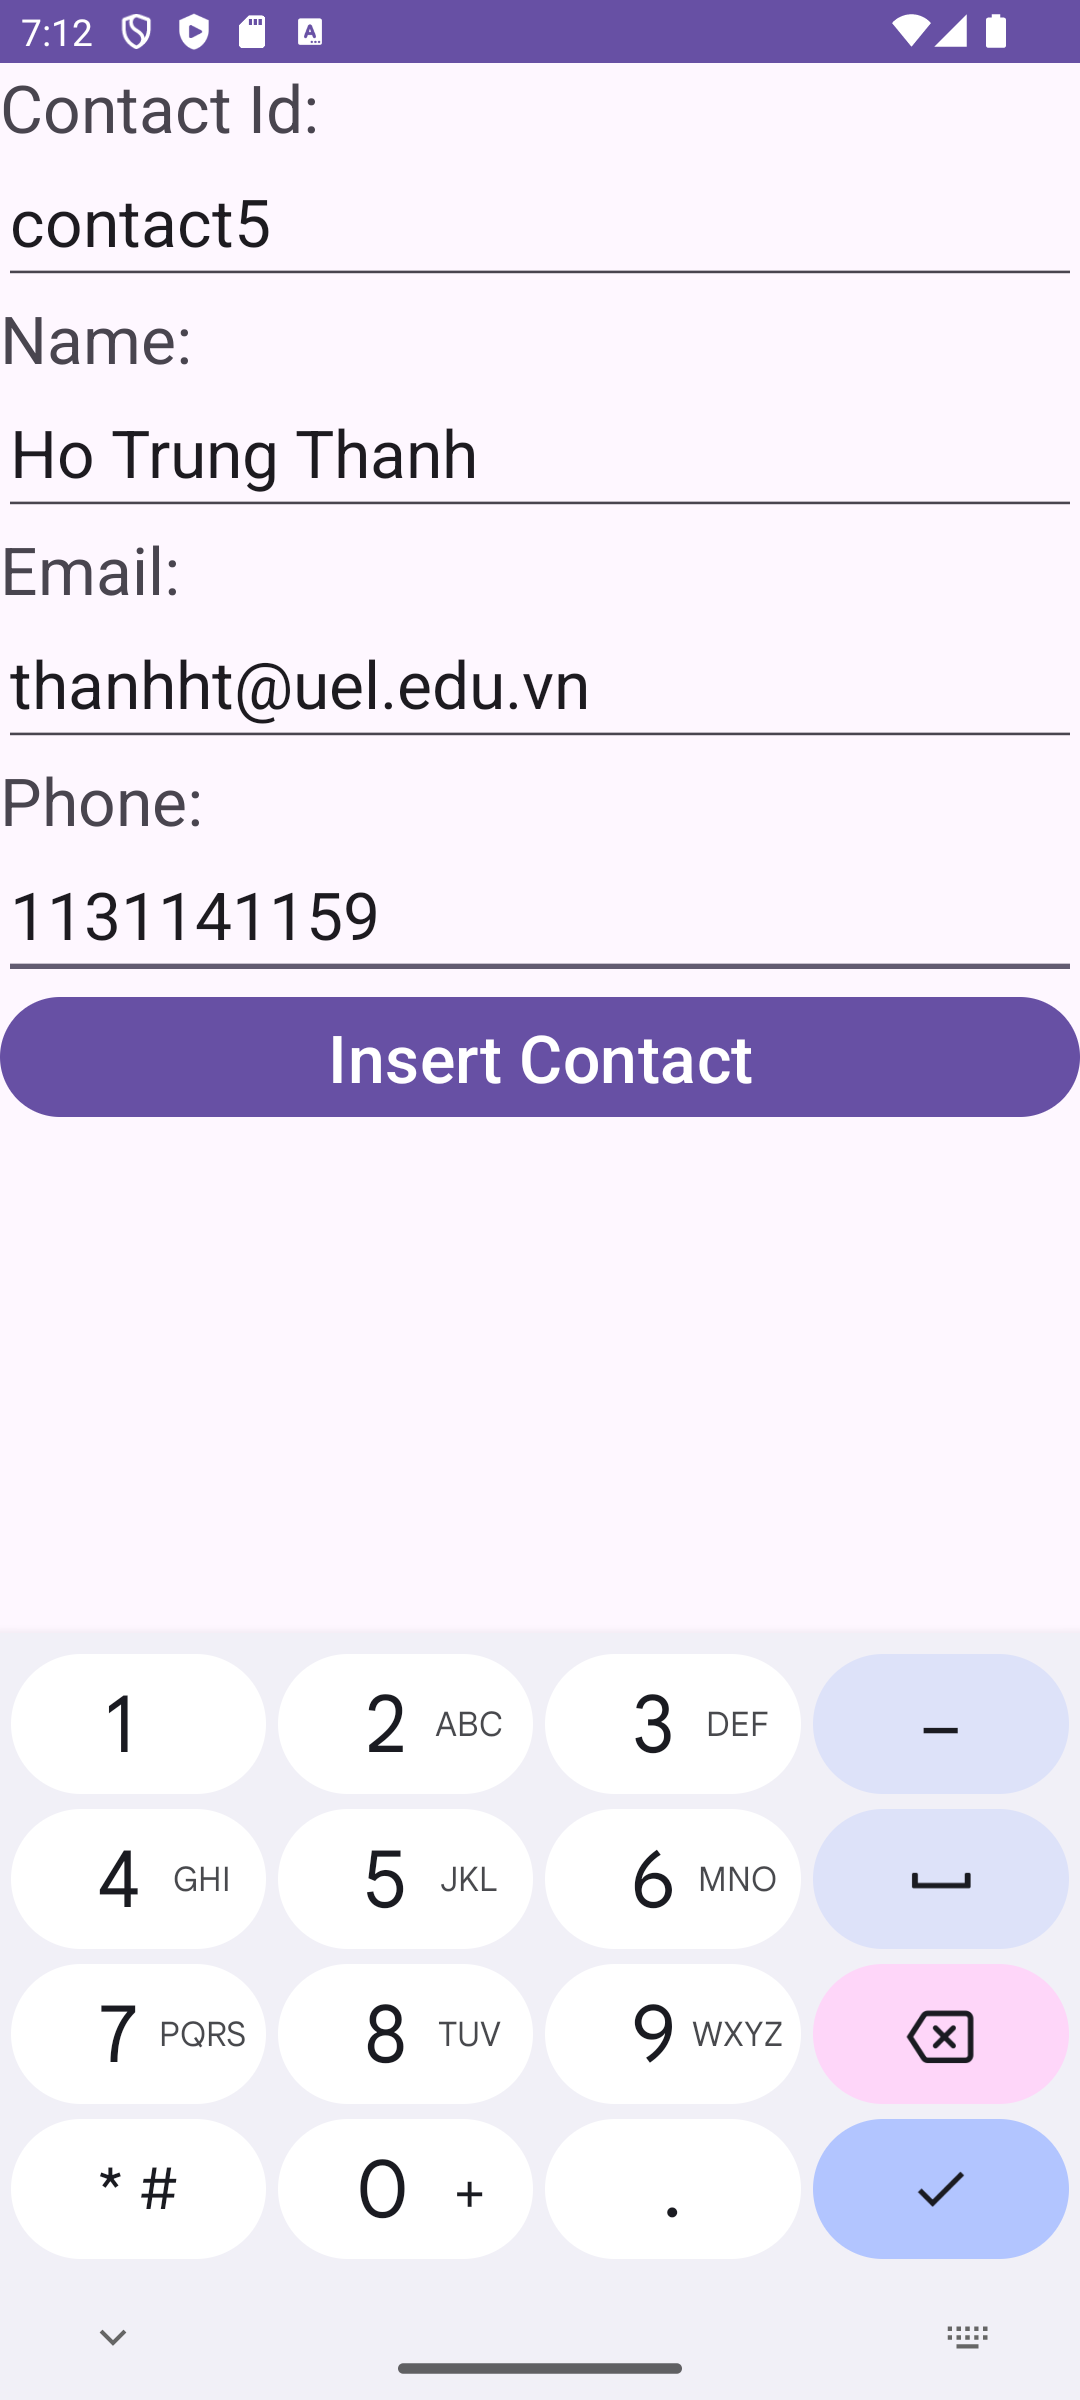 7:12
Contact Id:
contact5
Name:
Ho Trung Thanh
Email:
thanhht@uel.edu.vn
Phone:
1131141159
Insert Contact
1 2 ABC 3 DEF –
4 GHI 5 JKL 6 MNO
7 PQRS 8 TUV 9 WXYZ
* # 0 + .